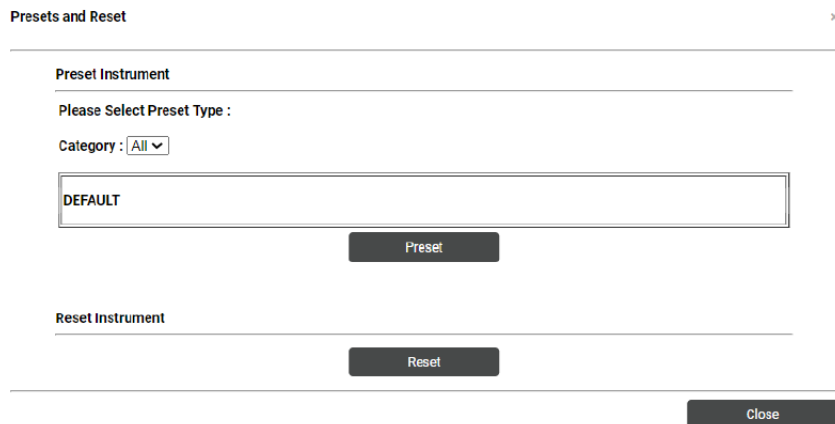 Presets and Reset
Preset Instrument
Please Select Preset Type :
Category : All
DEFAULT
Preset
Reset Instrument
Reset
Close